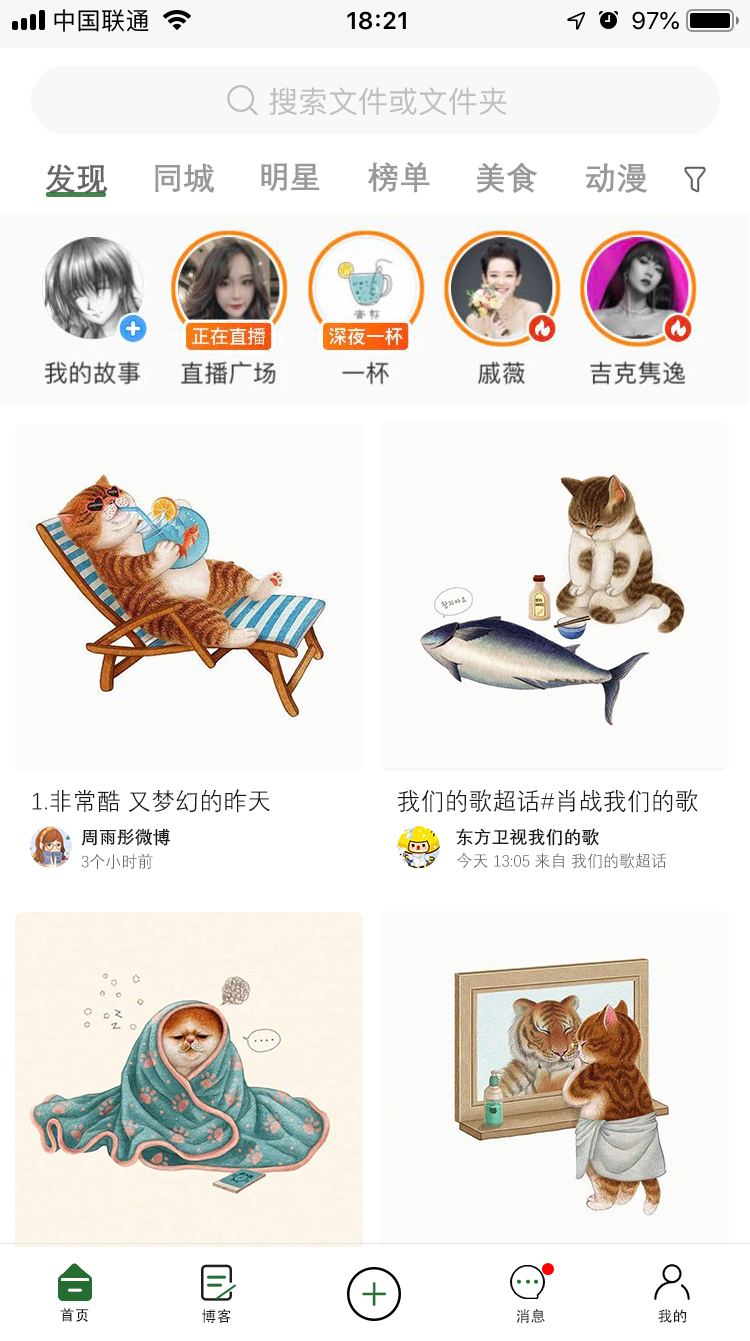 中国联通
18:21
97%
搜索文件或文件夹
发现 同城 明星 榜单 美食 动漫
正在直播 深夜一杯
我的故事 直播广场 一杯 戚薇 吉克隽逸
z
z
....
1.非常酷 又梦幻的昨天
周雨彤微博
3个小时前
我们的歌超话#肖战我们的歌
东方卫视我们的歌
今天 13:05 来自 我们的歌超话
首页 博客 消息 我的